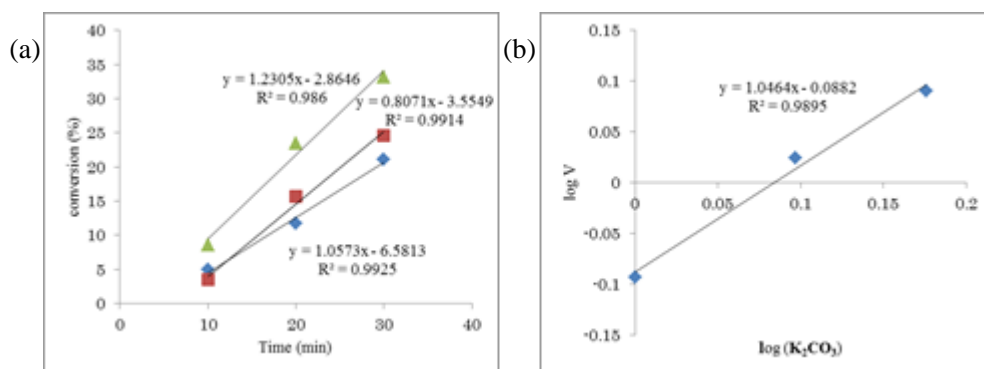 (a)
40
35
30
25
20
15
10
5
0
conversion (%)
y = 1.2305x - 2.8646
R² = 0.986
y = 0.8071x - 3.5549
R² = 0.9914
y = 1.0573x - 6.5813
R² = 0.9925
0 10 20 30 40
Time (min)
(b)
0.15
0.1
0.05
0
-0.05
-0.1
-0.15
log V
y = 1.0464x - 0.0882
R² = 0.9895
0 0.05 0.1 0.15 0.2
log (K₂CO₃)